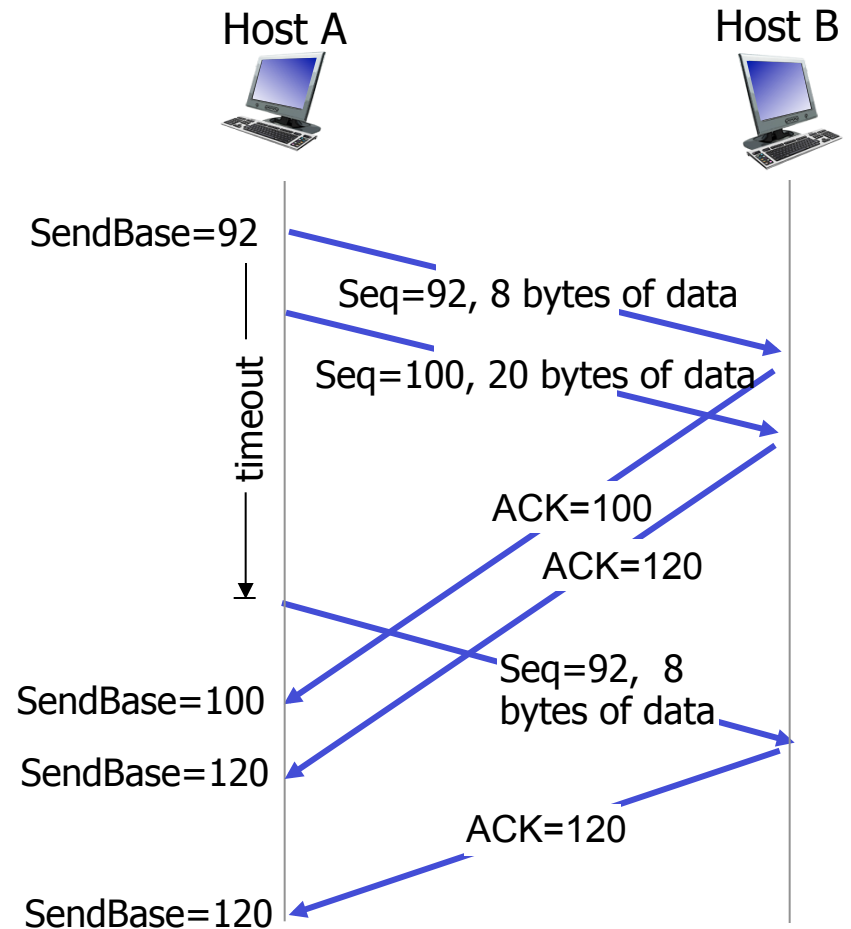 Host A
Host B
SendBase=92
Seq=92, 8 bytes of data
Seq=100, 20 bytes of data
timeout
ACK=100
ACK=120
Seq=92,  8
bytes of data
SendBase=100
SendBase=120
ACK=120
SendBase=120